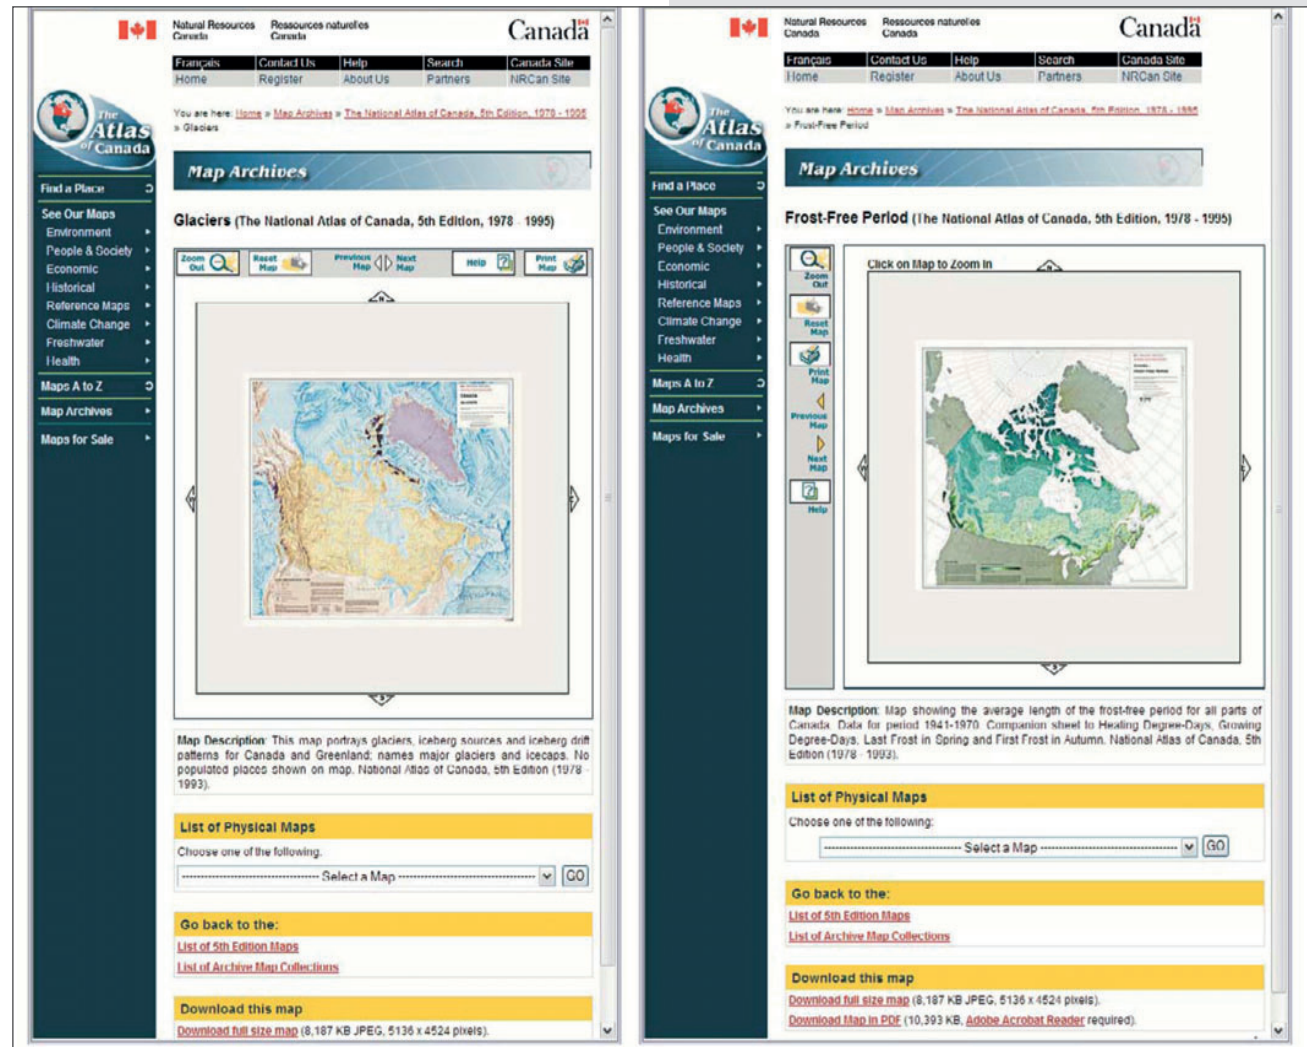 Natural Resources Ressources naturelles
Canada Canada
Canada
Français Contact Us Help Search Canada Site
Home Register About Us Partners NRCan Site
The
Atlas
of Canada
You are here: Home » Map Archives » The National Atlas of Canada, 5th Edition, 1978 - 1995
» Glaciers
Map Archives
Find a Place
See Our Maps
Environment
People & Society
Economic
Historical
Reference Maps
Climate Change
Freshwater
Health
Maps A to Z
Map Archives
Maps for Sale
Glaciers (The National Atlas of Canada, 5th Edition, 1978 - 1995)
Zoom Reset Previous Next Help Print
Out Map Map Map Map
N
W
E
S
Map Description: This map portrays glaciers, iceberg sources and iceberg drift
patterns for Canada and Greenland; names major glaciers and icecaps. No
populated places shown on map. National Atlas of Canada, 5th Edition (1978 -
1993).
List of Physical Maps
Choose one of the following.
Select a Map GO
Go back to the:
List of 5th Edition Maps
List of Archive Map Collections
Download this map
Download full size map (8,187 KB JPEG, 5136 x 4524 pixels).
Natural Resources Ressources naturelles
Canada Canada
Canada
Français Contact Us Help Search Canada Site
Home Register About Us Partners NRCan Site
The
Atlas
of Canada
You are here: Home » Map Archives » The National Atlas of Canada, 5th Edition, 1978 - 1995
» Frost-Free Period
Map Archives
Find a Place
See Our Maps
Environment
People & Society
Economic
Historical
Reference Maps
Climate Change
Freshwater
Health
Maps A to Z
Map Archives
Maps for Sale
Frost-Free Period (The National Atlas of Canada, 5th Edition, 1978 - 1995)
Zoom
Out
Reset
Map
Print
Map
Previous
Map
Next
Map
Help
Click on Map to Zoom In
N
W
E
S
Map Description: Map showing the average length of the frost-free period for all parts of
Canada. Data for period 1941-1970. Companion sheet to Heating Degree-Days, Growing
Degree-Days, Last Frost in Spring and First Frost in Autumn. National Atlas of Canada, 5th
Edition (1978 - 1993).
List of Physical Maps
Choose one of the following:
Select a Map GO
Go back to the:
List of 5th Edition Maps
List of Archive Map Collections
Download this map
Download full size map (8,187 KB JPEG, 5136 x 4524 pixels).
Download Map in PDF (10,393 KB, Adobe Acrobat Reader required).